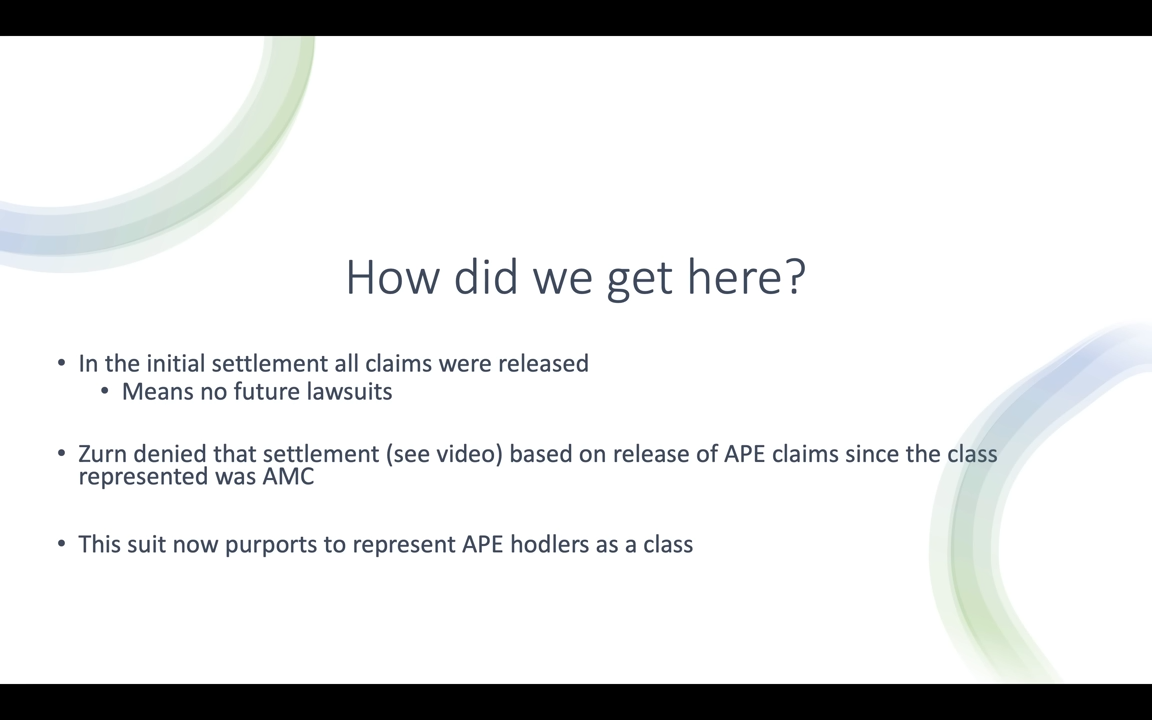 How did we get here?
• In the initial settlement all claims were released
• Means no future lawsuits
• Zurn denied that settlement (see video) based on release of APE claims since the class
represented was AMC
• This suit now purports to represent APE hodlers as a class